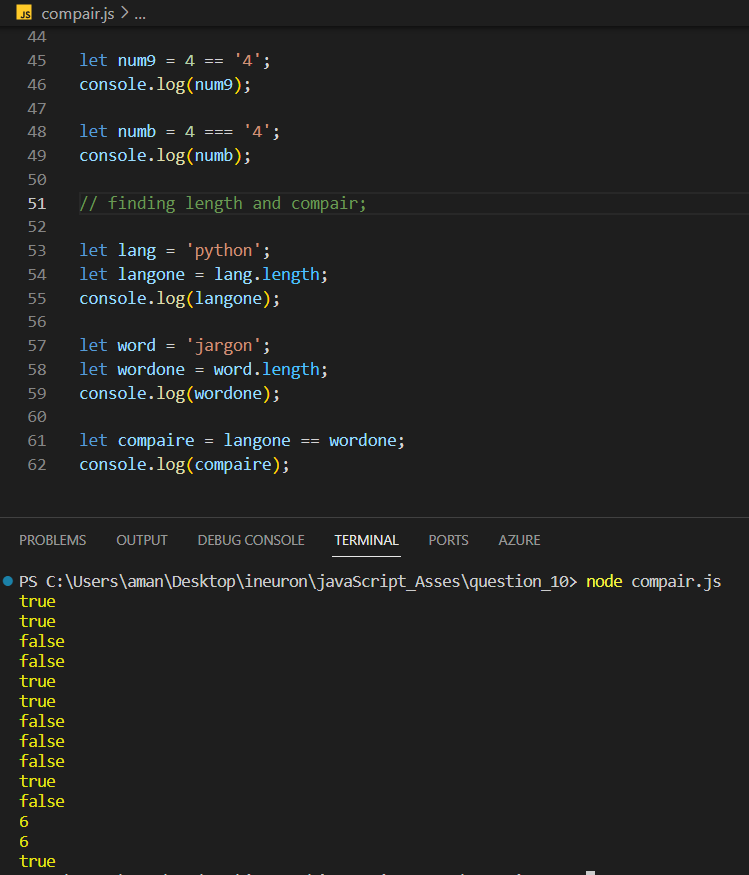 JS compair.js > ...
44
45 let num9 = 4 == '4';
46 console.log(num9);
47
48 let numb = 4 === '4';
49 console.log(numb);
50
51 // finding length and compair;
52
53 let lang = 'python';
54 let langone = lang.length;
55 console.log(langone);
56
57 let word = 'jargon';
58 let wordone = word.length;
59 console.log(wordone);
60
61 let compaire = langone == wordone;
62 console.log(compaire);
PROBLEMS OUTPUT DEBUG CONSOLE TERMINAL PORTS AZURE
PS C:\Users\aman\Desktop\ineuron\javaScript_Asses\question_10> node compair.js
true
true
false
false
true
true
false
false
false
true
false
6
6
true